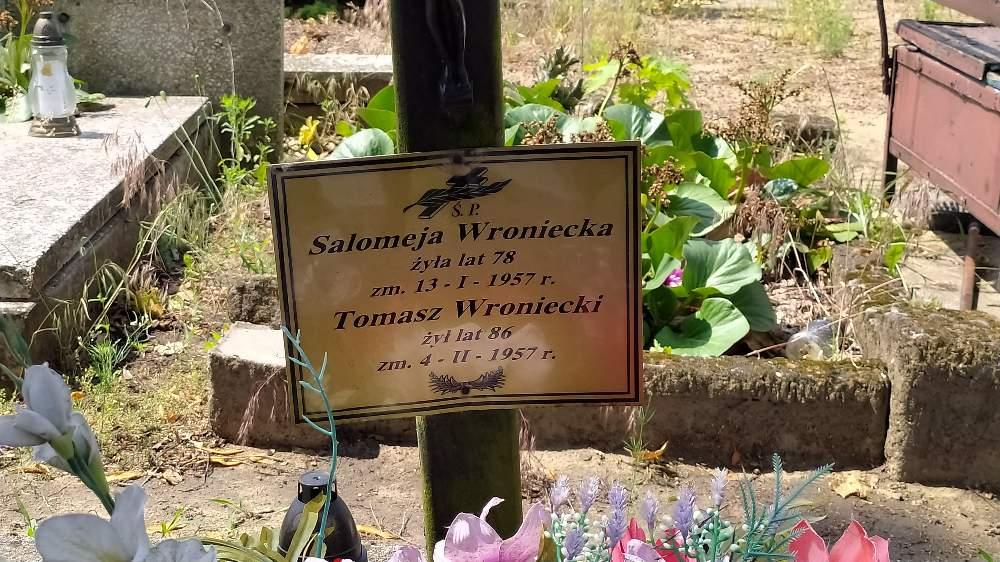 Ś.P.
Salomeja Wroniecka
żyła lat 78
zm. 13 - I - 1957 r.
Tomasz Wroniecki
żył lat 86
zm. 4 - II - 1957 r.